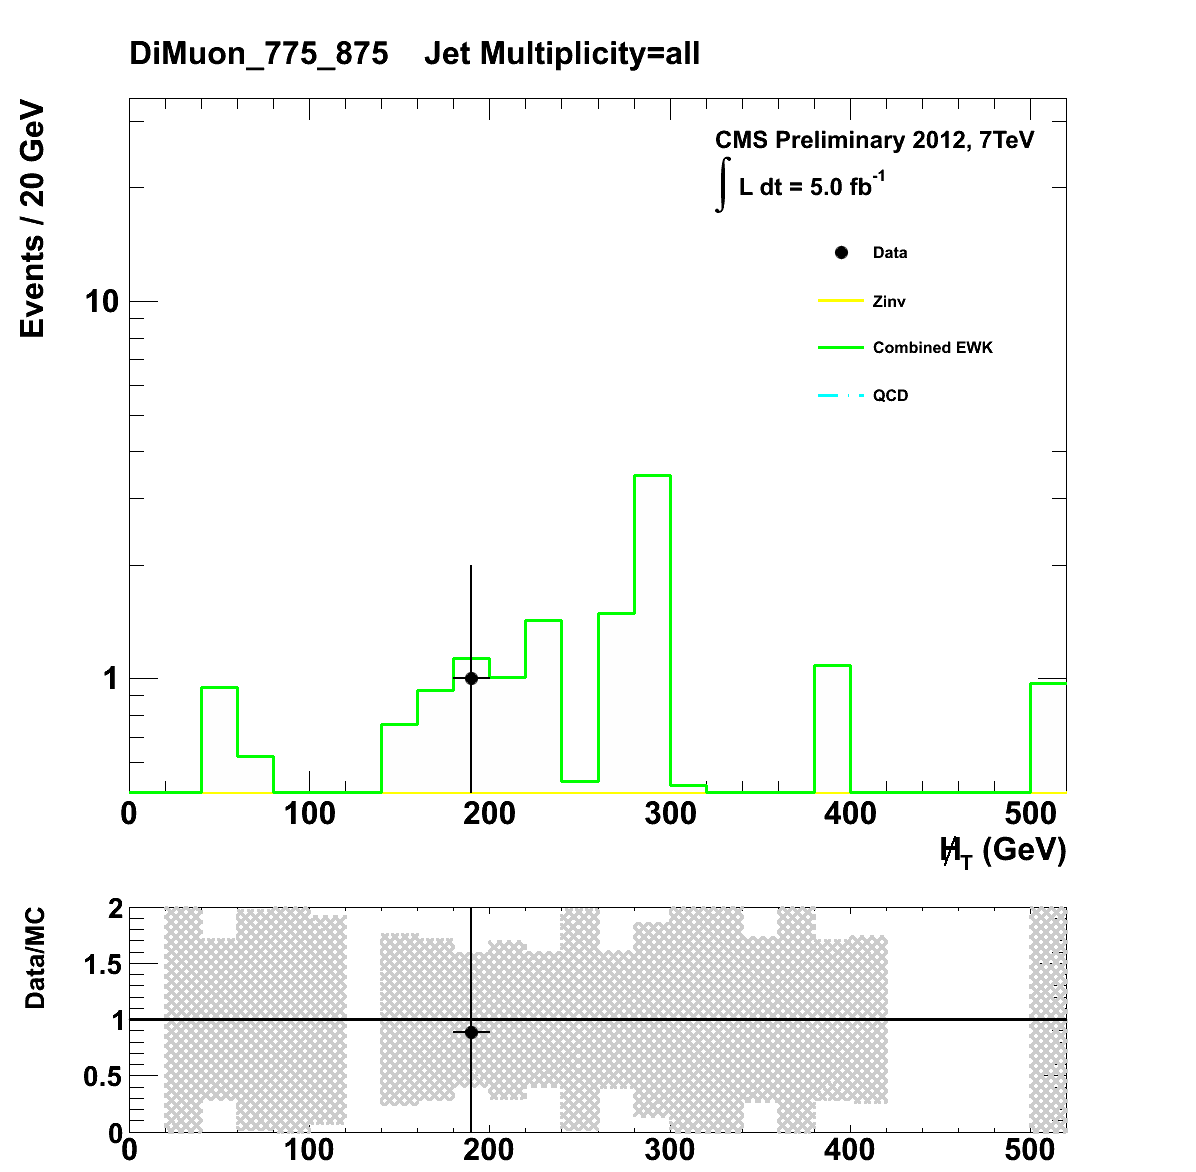 DiMuon_775_875 Jet Multiplicity=all
Events / 20 GeV
CMS Preliminary 2012, 7TeV
∫ L dt = 5.0 fb⁻¹
Data
Zinv
Combined EWK
QCD
10
1
0 100 200 300 400 500
H̸_T (GeV)
Data/MC
2
1.5
1
0.5
0
0 100 200 300 400 500